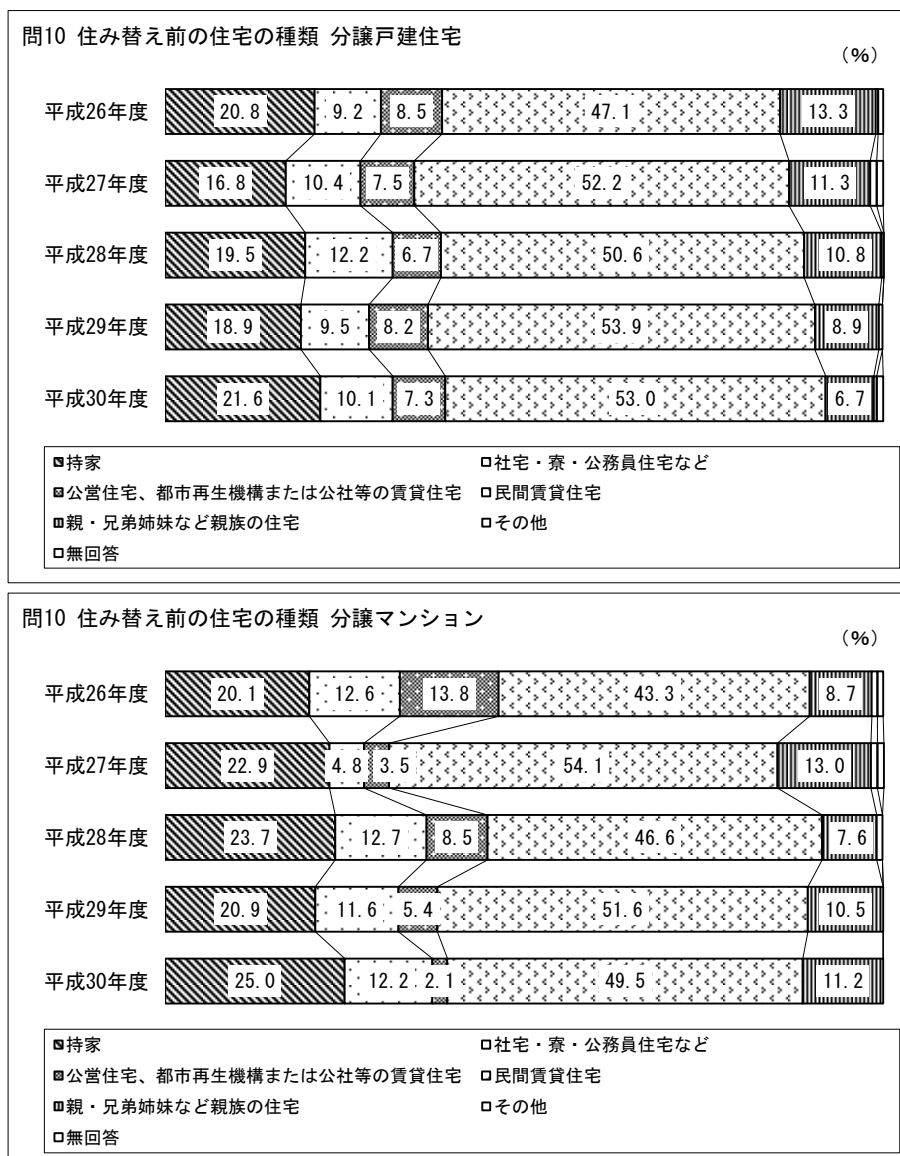 問10 住み替え前の住宅の種類 分譲戸建住宅
（%）
平成26年度 20.8 9.2 8.5 47.1 13.3
平成27年度 16.8 10.4 7.5 52.2 11.3
平成28年度 19.5 12.2 6.7 50.6 10.8
平成29年度 18.9 9.5 8.2 53.9 8.9
平成30年度 21.6 10.1 7.3 53.0 6.7
持家 社宅・寮・公務員住宅など
公営住宅、都市再生機構または公社等の賃貸住宅 民間賃貸住宅
親・兄弟姉妹など親族の住宅 その他
無回答
問10 住み替え前の住宅の種類 分譲マンション
（%）
平成26年度 20.1 12.6 13.8 43.3 8.7
平成27年度 22.9 4.8 3.5 54.1 13.0
平成28年度 23.7 12.7 8.5 46.6 7.6
平成29年度 20.9 11.6 5.4 51.6 10.5
平成30年度 25.0 12.2 2.1 49.5 11.2
持家 社宅・寮・公務員住宅など
公営住宅、都市再生機構または公社等の賃貸住宅 民間賃貸住宅
親・兄弟姉妹など親族の住宅 その他
無回答